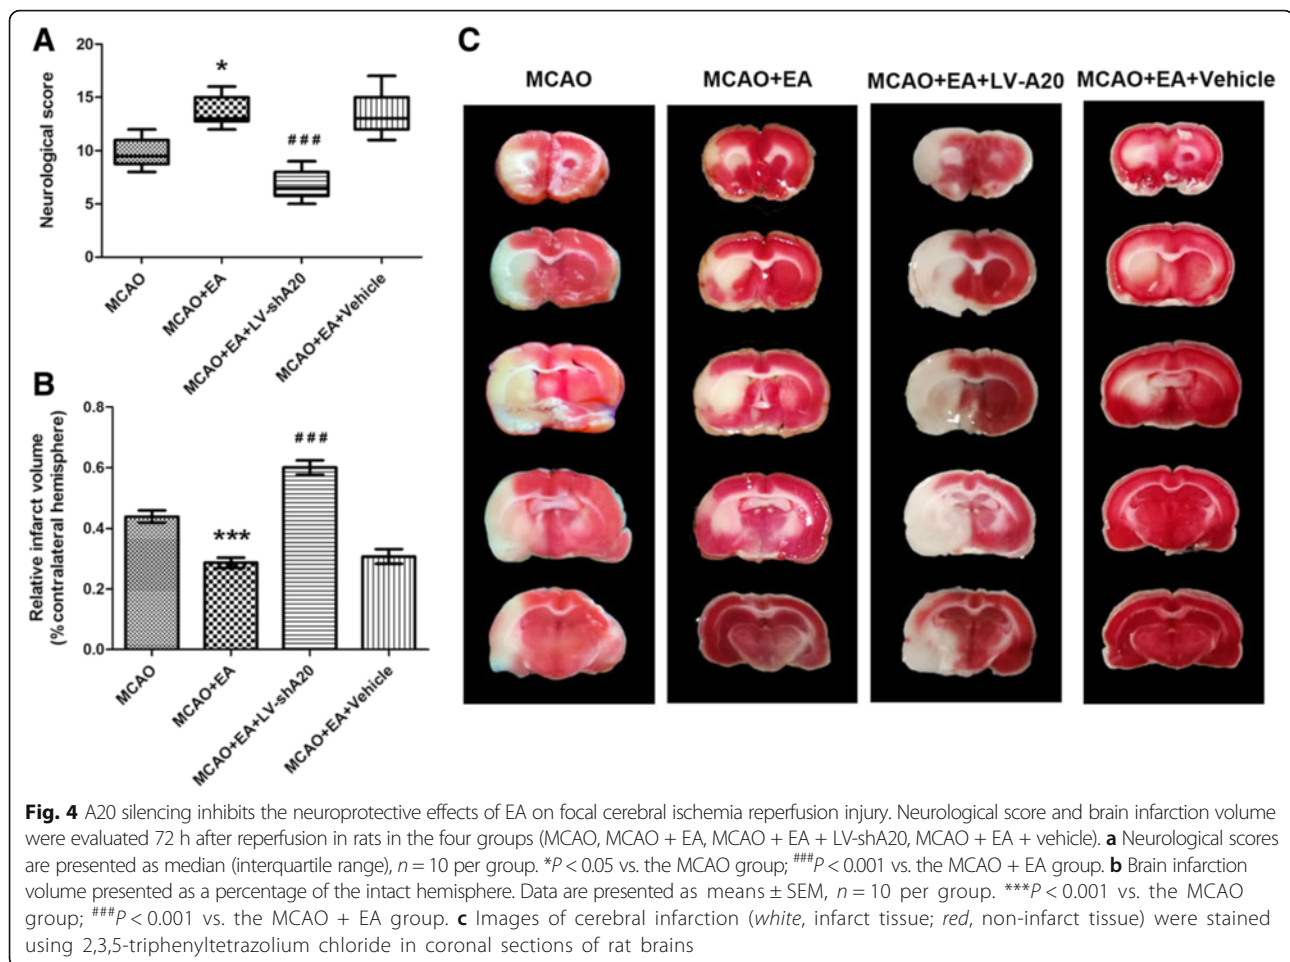 A
Neurological score
20
15
10
5
0
*
###
MCAO
MCAO+EA
MCAO+EA+LV-shA20
MCAO+EA+Vehicle
B
Relative infarct volume
(%contralateral hemisphere)
0.8
0.6
0.4
0.2
0.0
***
###
MCAO
MCAO+EA
MCAO+EA+LV-shA20
MCAO+EA+Vehicle
C
MCAO MCAO+EA MCAO+EA+LV-A20 MCAO+EA+Vehicle
Fig. 4 A20 silencing inhibits the neuroprotective effects of EA on focal cerebral ischemia reperfusion injury. Neurological score and brain infarction volume
were evaluated 72 h after reperfusion in rats in the four groups (MCAO, MCAO + EA, MCAO + EA + LV-shA20, MCAO + EA + vehicle). a Neurological scores
are presented as median (interquartile range), n = 10 per group. *P < 0.05 vs. the MCAO group; ###P < 0.001 vs. the MCAO + EA group. b Brain infarction
volume presented as a percentage of the intact hemisphere. Data are presented as means ± SEM, n = 10 per group. ***P < 0.001 vs. the MCAO
group; ###P < 0.001 vs. the MCAO + EA group. c Images of cerebral infarction (white, infarct tissue; red, non-infarct tissue) were stained
using 2,3,5-triphenyltetrazolium chloride in coronal sections of rat brains